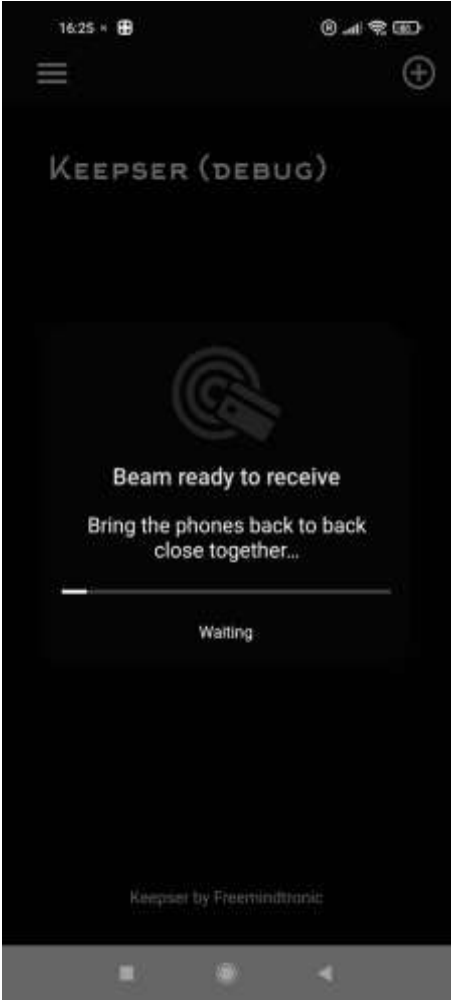 16:25
KEEPSER (DEBUG)
Beam ready to receive
Bring the phones back to back
close together...
Waiting
Keepser by Freemindtronic